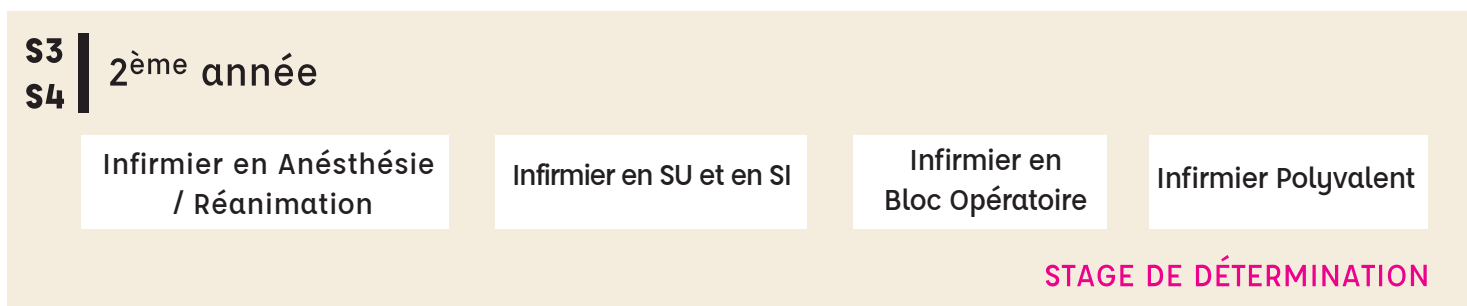 S3
S4
2ème année
Infirmier en Anésthésie
/ Réanimation
Infirmier en SU et en SI
Infirmier en
Bloc Opératoire
Infirmier Polyvalent
STAGE DE DÉTERMINATION